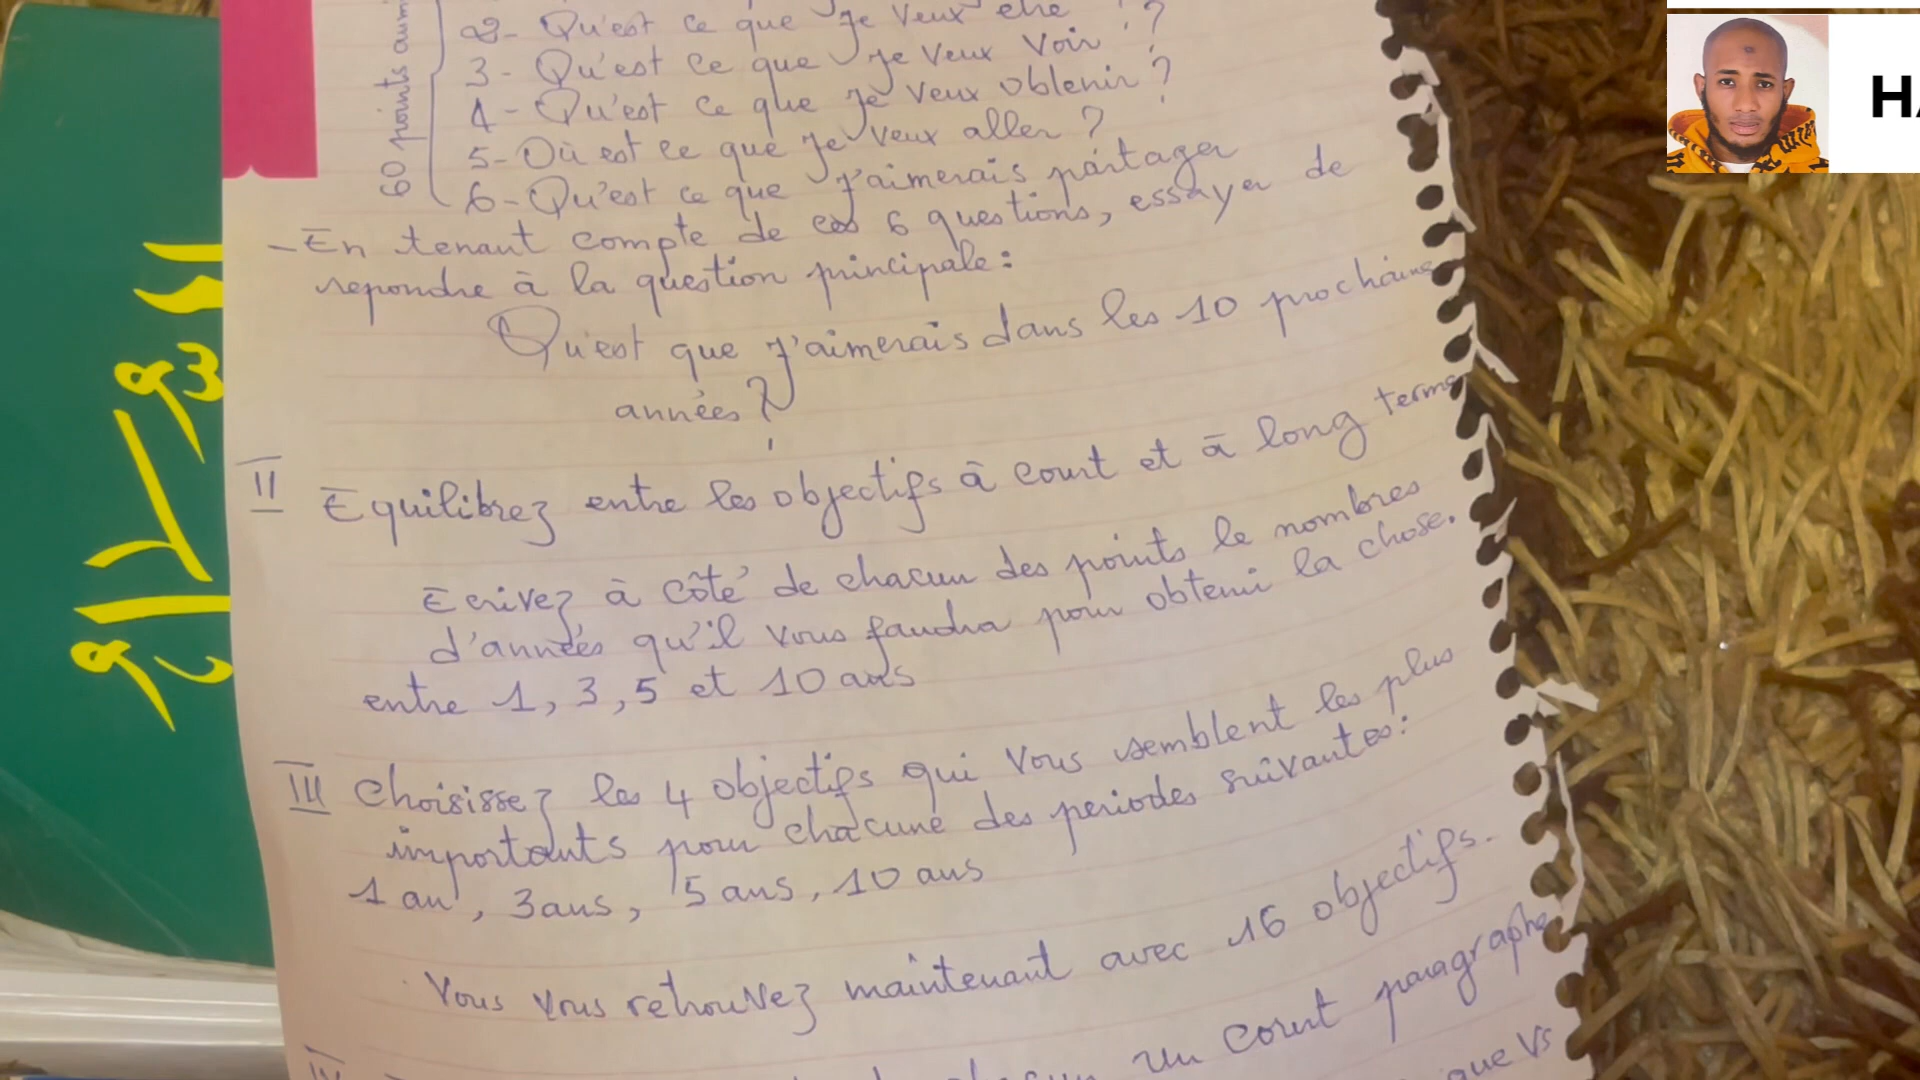 60 points
2- Qu'est ce que je veux etre ?
3- Qu'est ce que je veux voir ?
4- Qu'est ce que je veux obtenir ?
5- Où est ce que je veux aller ?
6- Qu'est ce que j'aimerais partager
- En tenant compte de ces 6 questions, essayer de
repondre à la question principale:
Qu'est que j'aimerais dans les 10 prochaine
années ?
II Equilibrez entre les objectifs à court et à long terme
Ecrivez à côté de chacun des points le nombres
d'années qu'il vous faudra pour obtenir la chose.
entre 1, 3, 5 et 10 ans
III Choisissez les 4 objectifs qui vous semblent les plus
importants pour chacune des periodes suivantes:
1 an, 3ans, 5 ans, 10 ans
Vous vous retrouvez maintenant avec 16 objectifs.
IV
un court paragraphe
que vs
HA